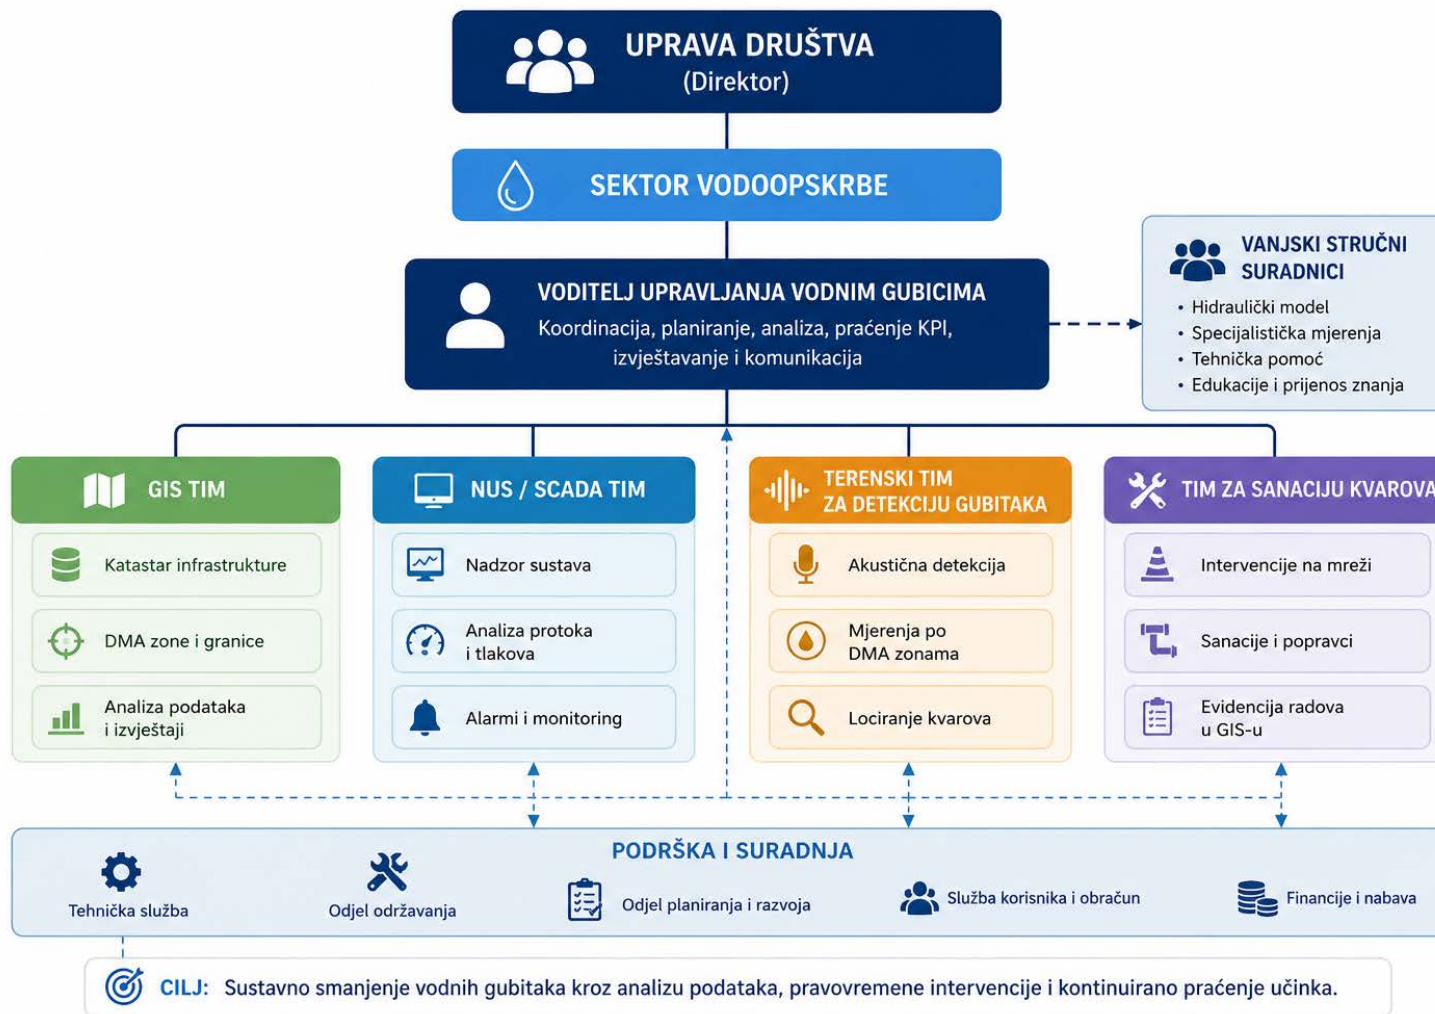 UPRAVA DRUŠTVA
(Direktor)
SEKTOR VODOOPSKRBE
VODITELJ UPRAVLJANJA VODNIM GUBICIMA
Koordinacija, planiranje, analiza, praćenje KPI,
izvještavanje i komunikacija
VANJSKI STRUČNI
SURADNICI
• Hidraulički model
• Specijalistička mjerenja
• Tehnička pomoć
• Edukacije i prijenos znanja
GIS TIM
Katastar infrastrukture
DMA zone i granice
Analiza podataka
i izvještaji
NUS / SCADA TIM
Nadzor sustava
Analiza protoka
i tlakova
Alarmi i monitoring
TERENSKI TIM
ZA DETEKCIJU GUBITAKA
Akustična detekcija
Mjerenja po
DMA zonama
Lociranje kvarova
TIM ZA SANACIJU KVAROVA
Intervencije na mreži
Sanacije i popravci
Evidencija radova
u GIS-u
PODRŠKA I SURADNJA
Tehnička služba
Odjel održavanja
Odjel planiranja i razvoja
Služba korisnika i obračun
Financije i nabava
CILJ: Sustavno smanjenje vodnih gubitaka kroz analizu podataka, pravovremene intervencije i kontinuirano praćenje učinka.